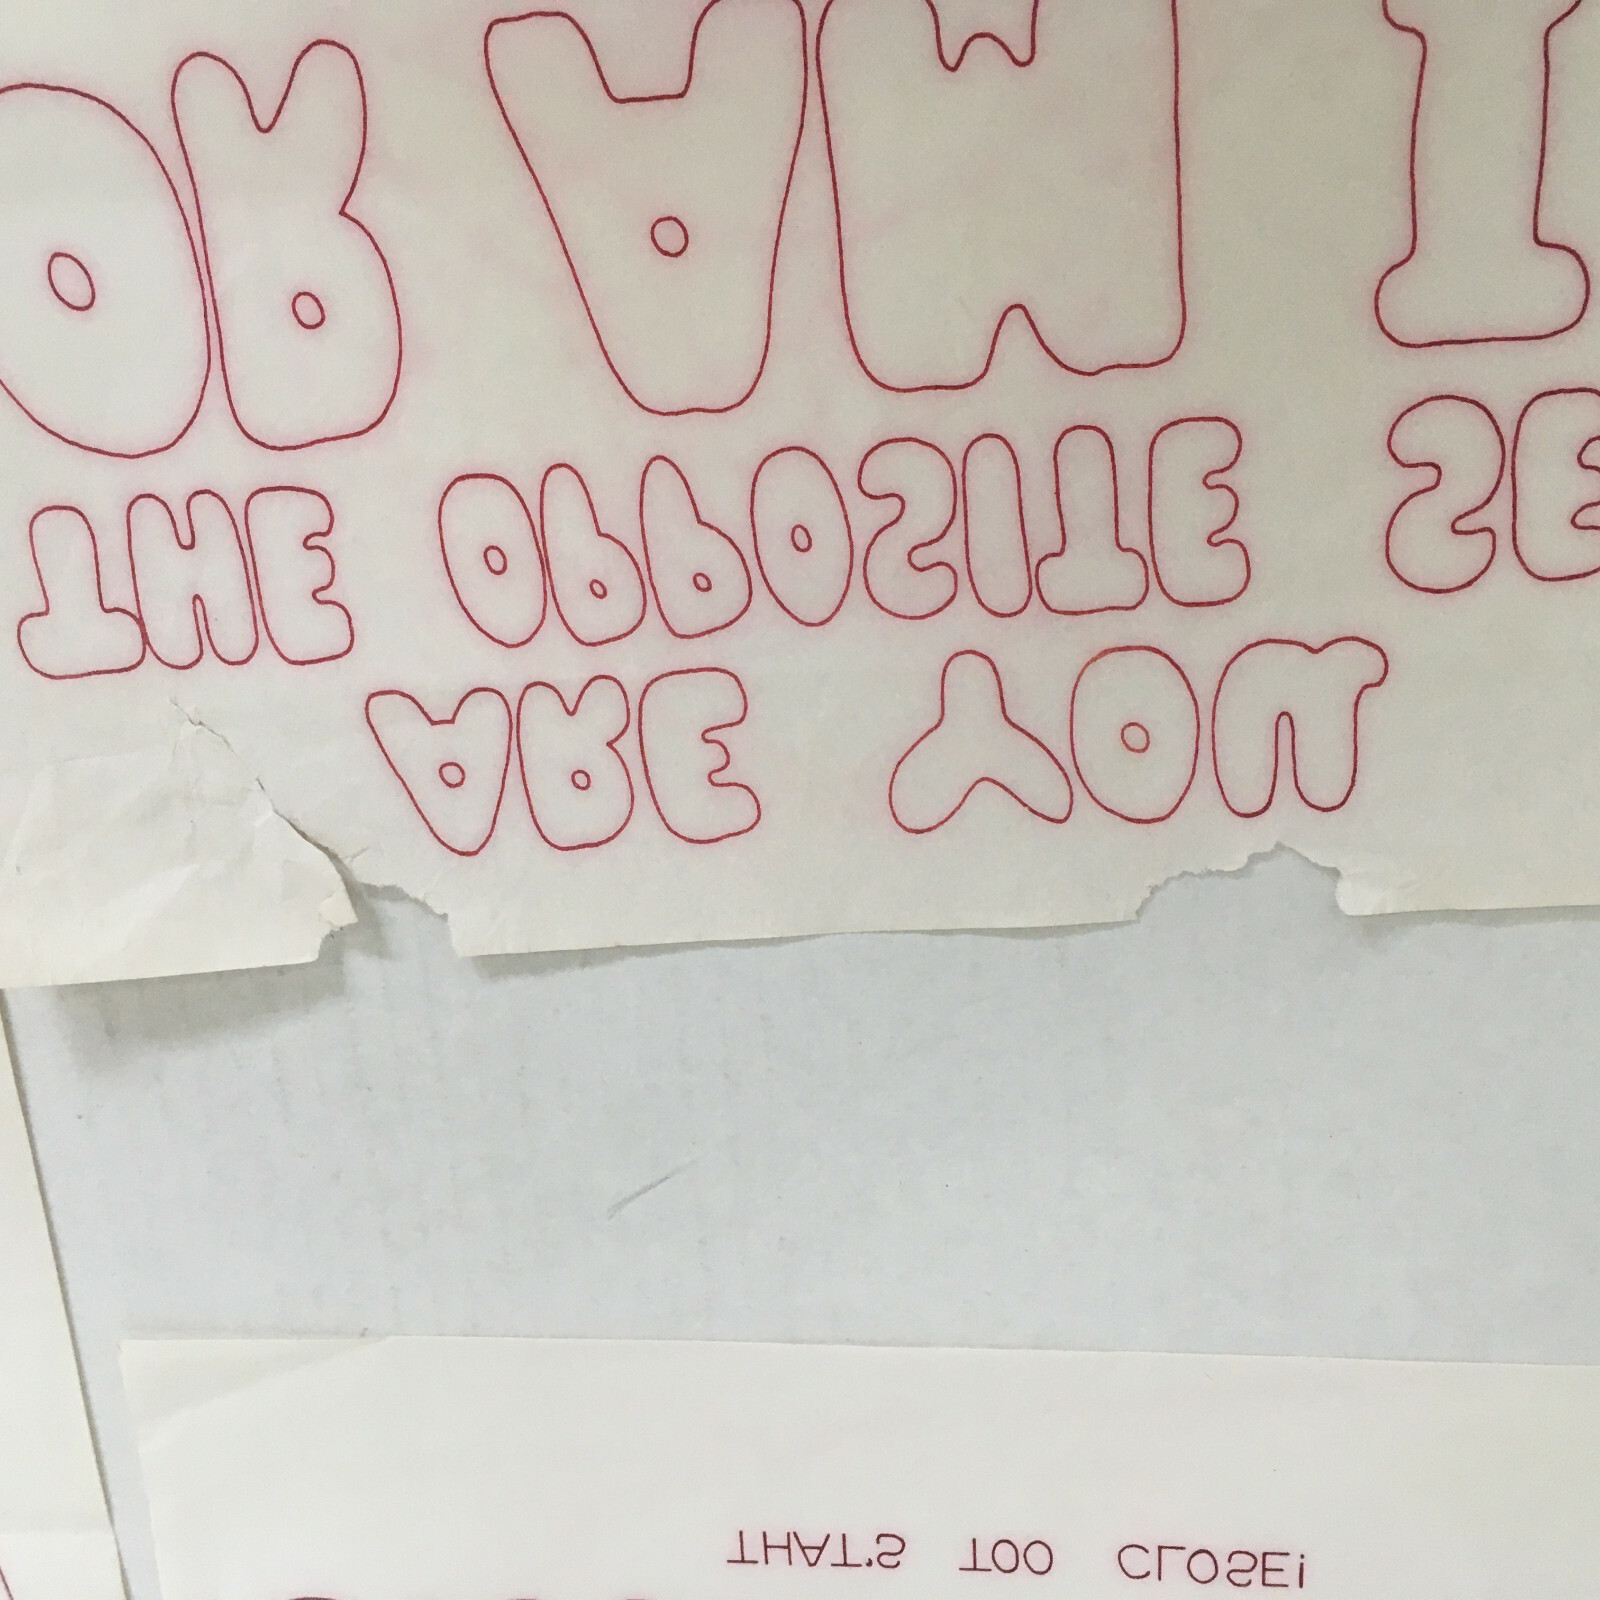 ARE YOU
THE OPPOSITE SE
OR AM I
THAT'S TOO CLOSE!